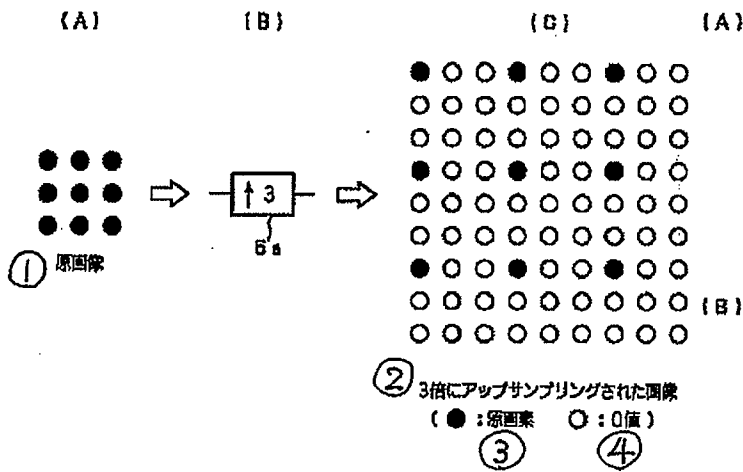 (A) (B) (C) (A)
↑3
6a
① 原画像
(B)
② 3倍にアップサンプリングされた画像
( ● :原画素 ○ :0値 )
③ ④